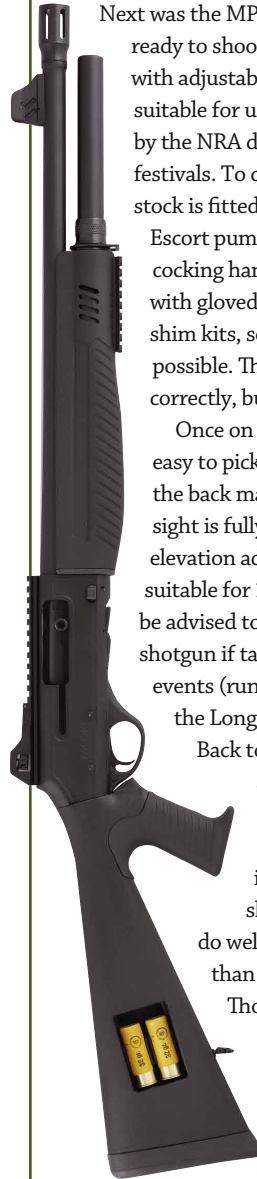 Next was the MP
ready to shoo
with adjustab
suitable for u
by the NRA d
festivals. To
stock is fitted
Escort pum
cocking har
with gloved
shim kits, s
possible. Th
correctly, bu
Once on
easy to pick
the back ma
sight is fully
elevation a
suitable for
be advised to
shotgun if ta
events (run
the Long
Back to
i
sl
do wel
than
Tho